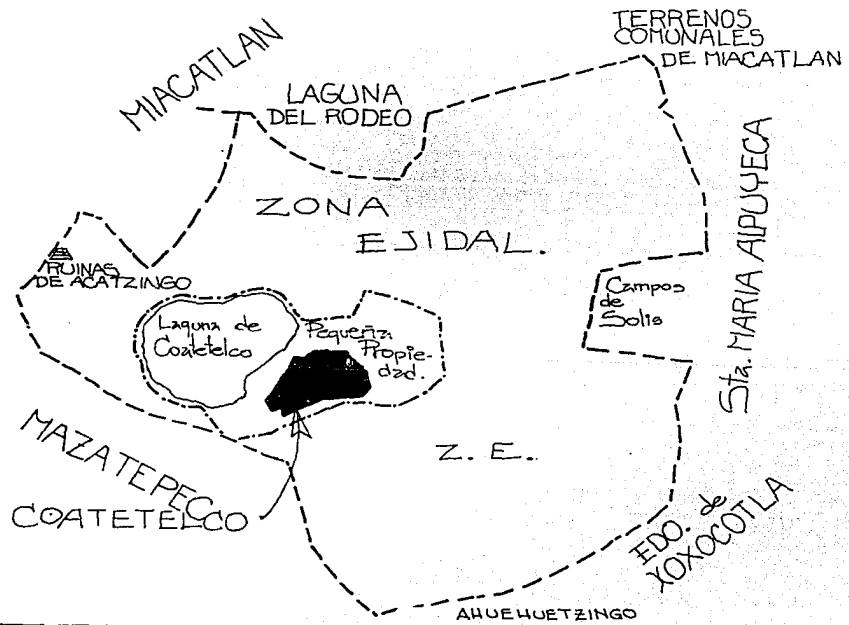 TERRENOS
COMUNALES
DE MIACATLAN
MIACATLAN
LAGUNA
DEL RODEO
ZONA
EJIDAL.
Sta. MARIA ALPUYECA
RUINAS
DE ACATZINGO
Campos
de
Solis
Laguna de
Coatetelco
Pequeña
Propie-
dad.
MAZATEPEC
Z. E.
COATETELCO
EDO. de
XOXOCOTLA
AHUEHUETZINGO